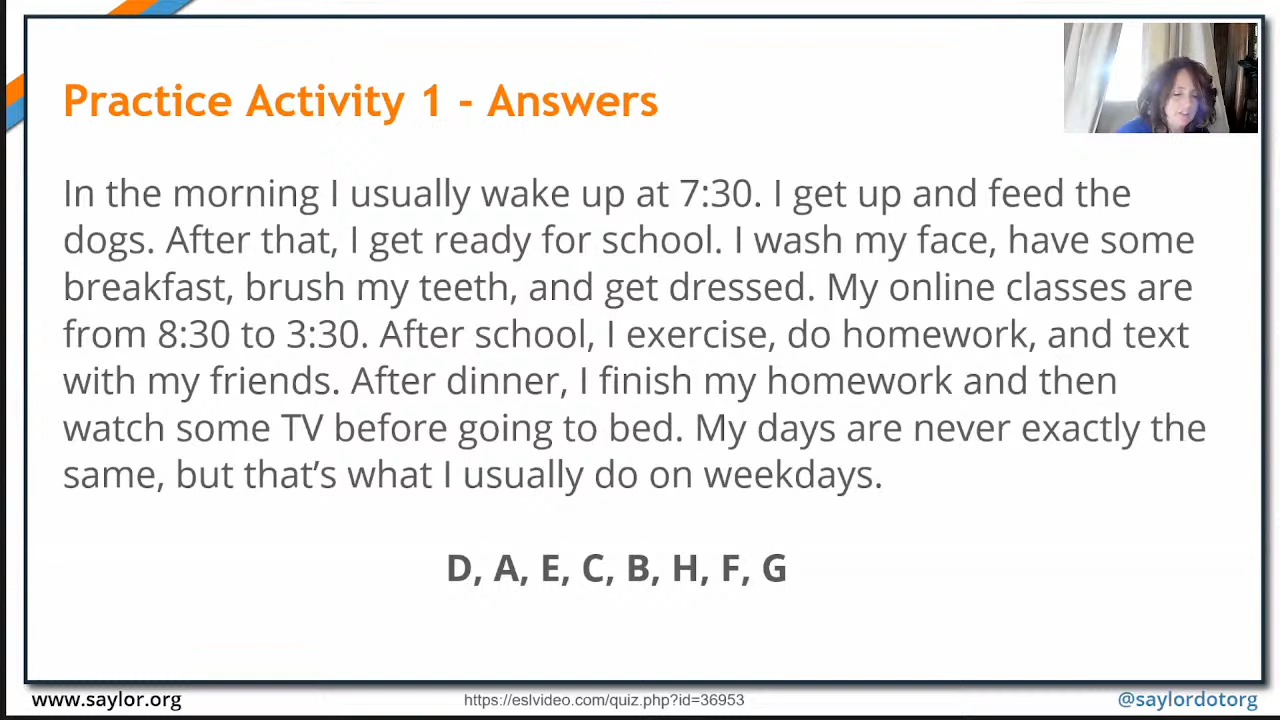 Practice Activity 1 - Answers
In the morning I usually wake up at 7:30. I get up and feed the
dogs. After that, I get ready for school. I wash my face, have some
breakfast, brush my teeth, and get dressed. My online classes are
from 8:30 to 3:30. After school, I exercise, do homework, and text
with my friends. After dinner, I finish my homework and then
watch some TV before going to bed. My days are never exactly the
same, but that’s what I usually do on weekdays.
D, A, E, C, B, H, F, G
www.saylor.org
https://eslvideo.com/quiz.php?id=36953
@saylordotorg